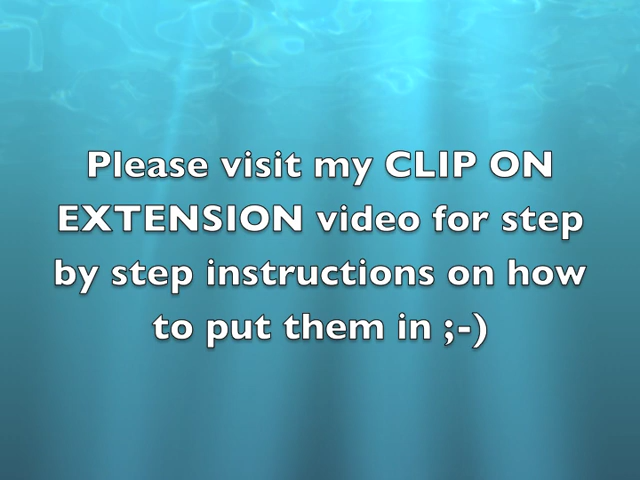 Please visit my CLIP ON
EXTENSION video for step
by step instructions on how
to put them in ;-)